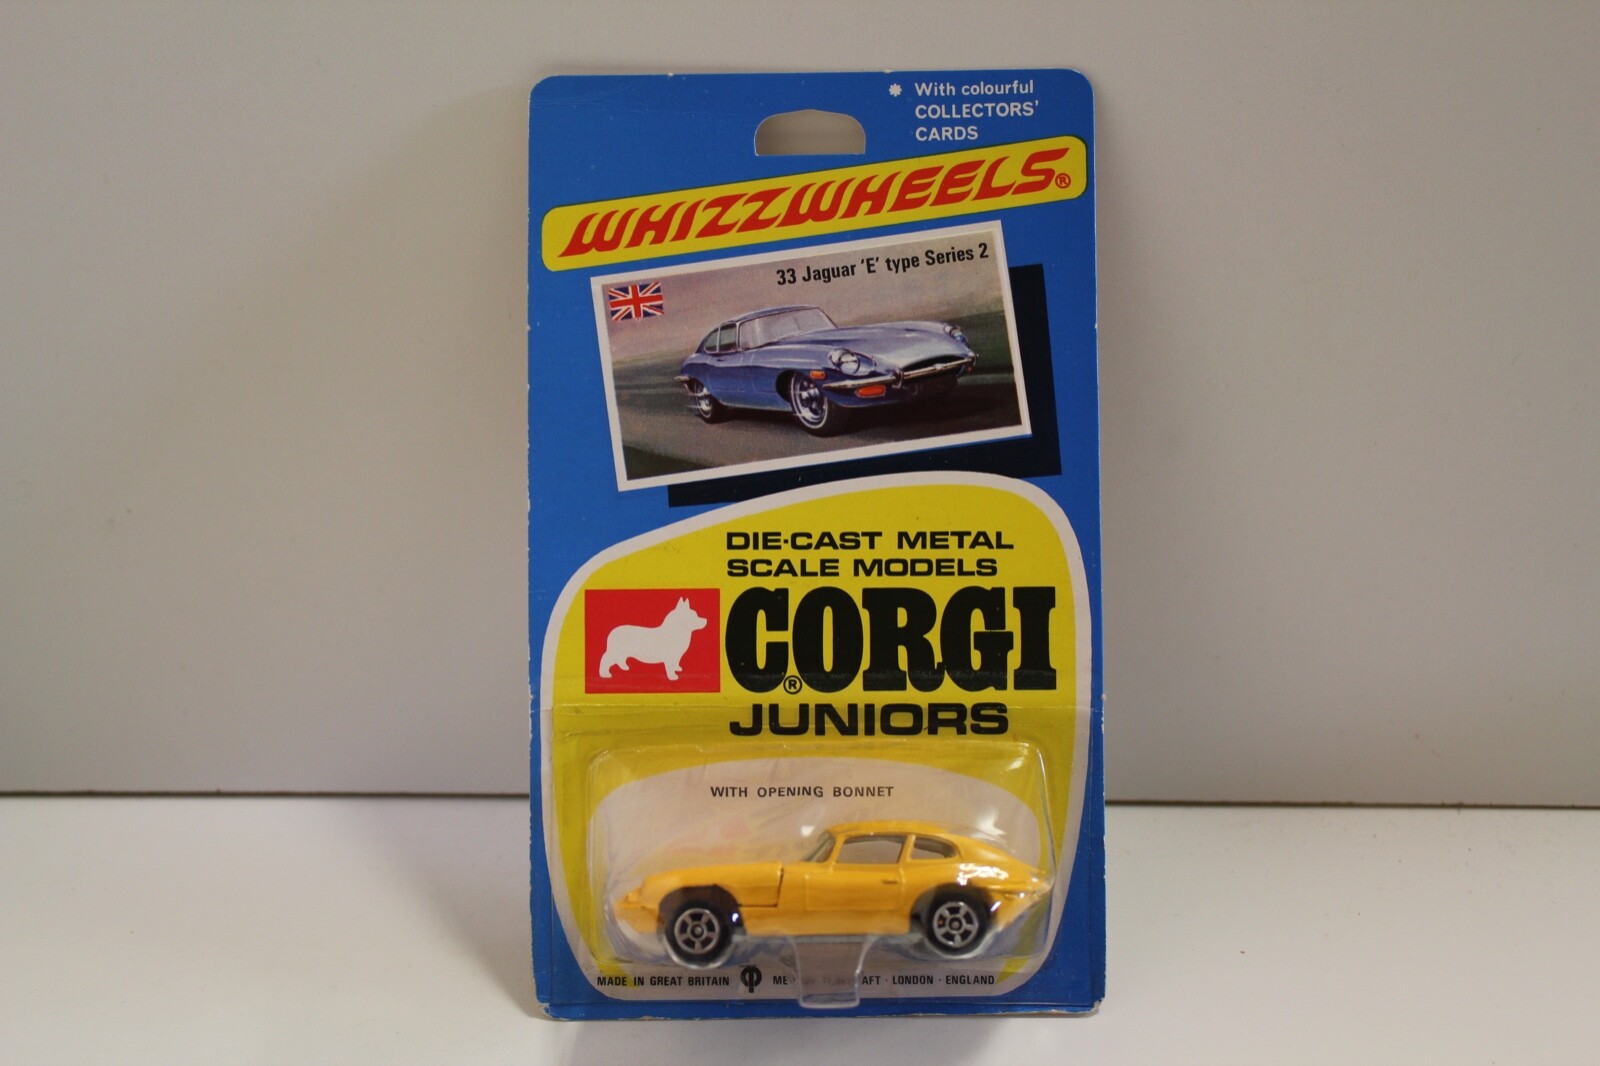 With colourful
COLLECTORS'
CARDS
WHIZZWHEELS®
33 Jaguar 'E' type Series 2
DIE-CAST METAL
SCALE MODELS
CORGI®
JUNIORS
WITH OPENING BONNET
MADE IN GREAT BRITAIN LONDON · ENGLAND